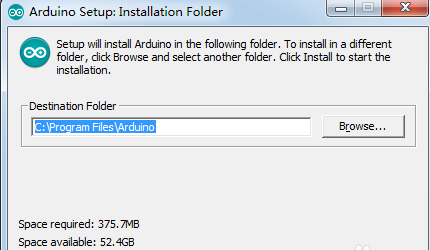 Arduino Setup: Installation Folder
Setup will install Arduino in the following folder. To install in a different
folder, click Browse and select another folder. Click Install to start the
installation.
Destination Folder
C:\Program Files\Arduino
Browse...
Space required: 375.7MB
Space available: 52.4GB